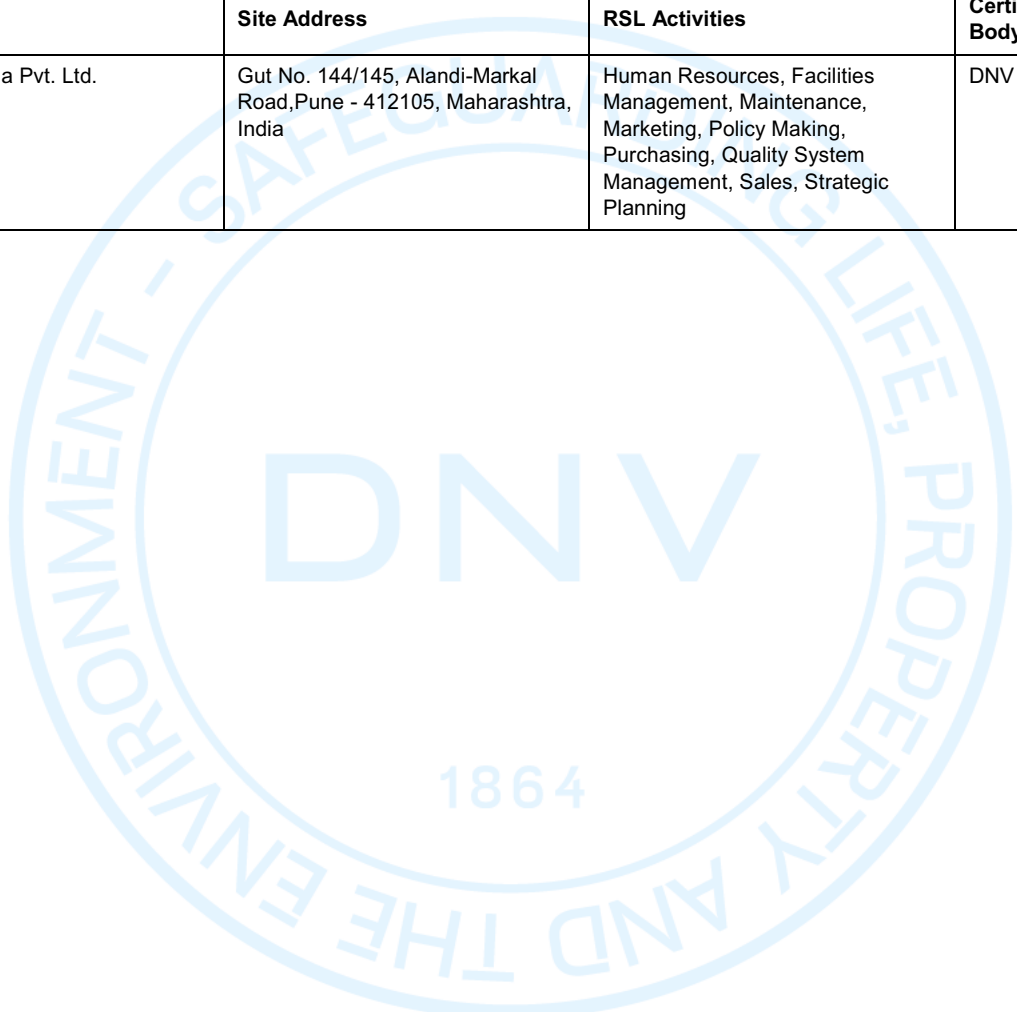 Site Address
RSL Activities
Body
a Pvt. Ltd.
Gut No. 144/145, Alandi-Markal
Road,Pune - 412105, Maharashtra,
India
Human Resources, Facilities
Management, Maintenance,
Marketing, Policy Making,
Purchasing, Quality System
Management, Sales, Strategic
Planning
DNV
SAFEGUARDING LIFE, PROPERTY AND THE ENVIRONMENT -
DNV
1864